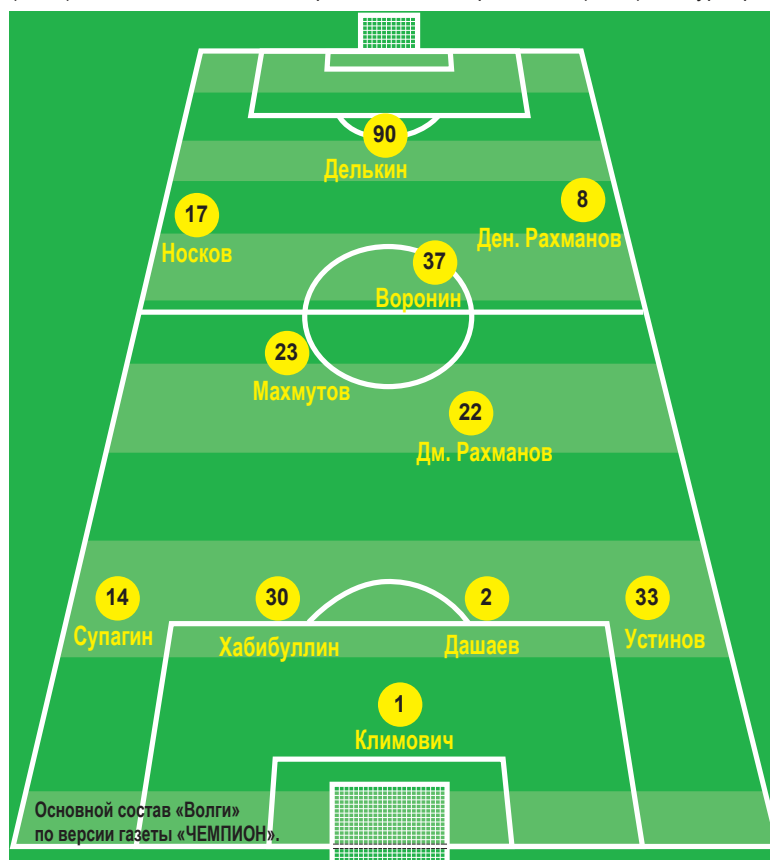 90
Делькин
8
17
Ден. Рахманов
Носков
37
Воронин
23
Махмутов
22
Дм. Рахманов
14
30
2
33
Супагин
Хабибуллин
Дашаев
Устинов
1
Климович
Основной состав «Волги»
по версии газеты «ЧЕМПИОН».